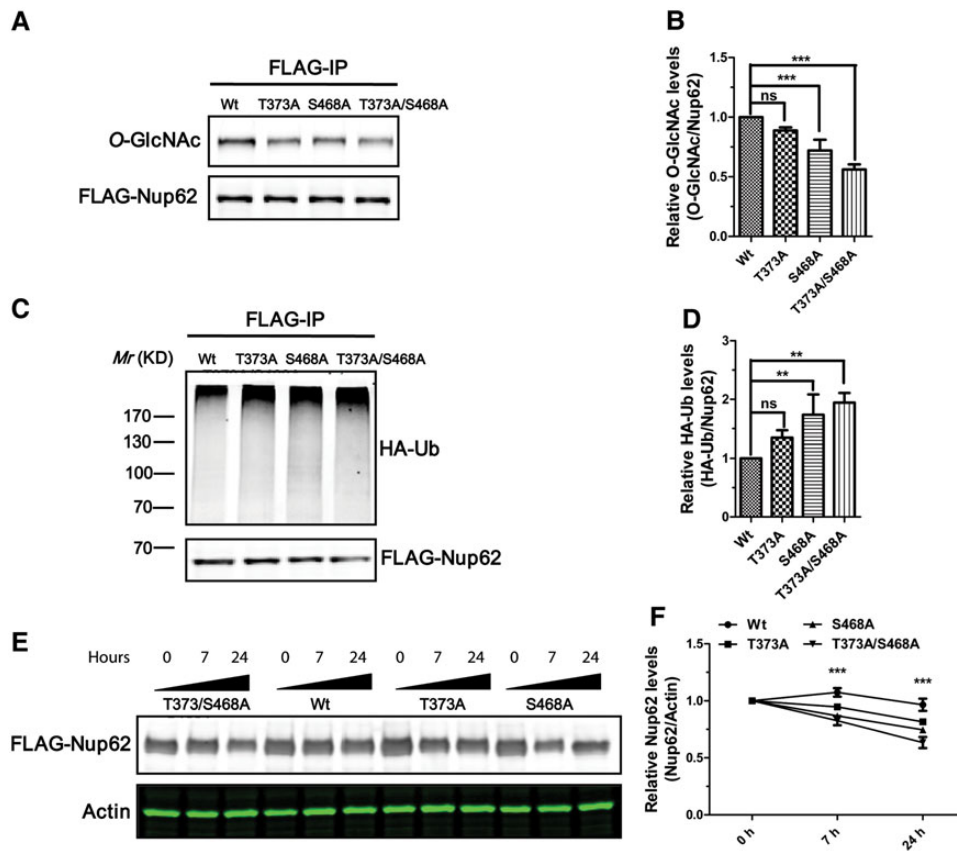 A
FLAG-IP
Wt T373A S468A T373A/S468A
O-GlcNAc
FLAG-Nup62
B
Relative O-GlcNAc levels
(O-GlcNAc/Nup62)
1.5
1.0
0.5
0.0
ns
***
***
Wt
T373A
S468A
T373A/S468A
C
FLAG-IP
Mr (KD)
Wt T373A S468A T373A/S468A
170
130
100
70
HA-Ub
70
FLAG-Nup62
D
Relative HA-Ub levels
(HA-Ub/Nup62)
3
2
1
0
ns
**
**
Wt
T373A
S468A
T373A/S468A
E
Hours 0 7 24 0 7 24 0 7 24 0 7 24
T373/S468A Wt T373A S468A
FLAG-Nup62
Actin
F
Wt S468A
T373A T373A/S468A
Relative Nup62 levels
(Nup62/Actin)
1.5
1.0
0.5
0.0
***
***
0 h
7 h
24 h